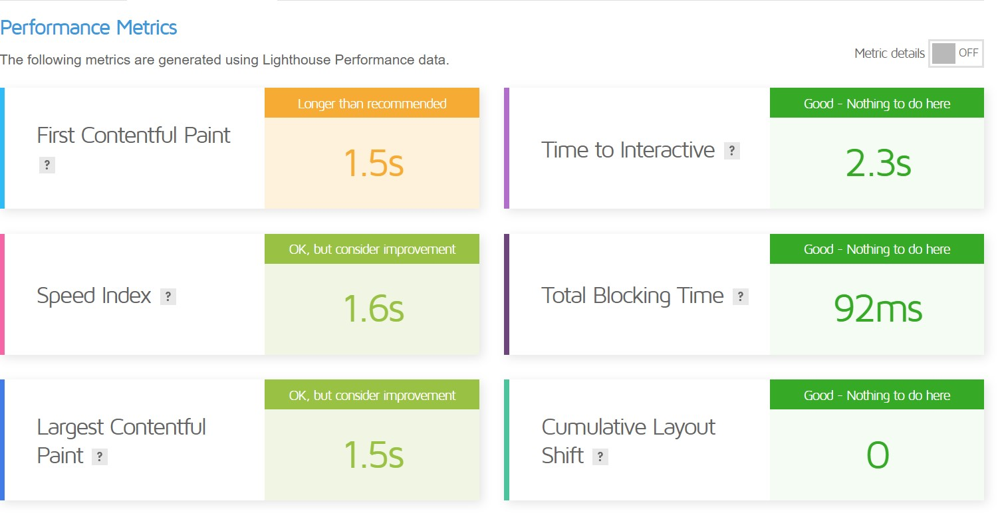 Performance Metrics
The following metrics are generated using Lighthouse Performance data.
Metric details OFF
First Contentful Paint
?
Longer than recommended
1.5s
Time to Interactive ?
Good - Nothing to do here
2.3s
Speed Index ?
OK, but consider improvement
1.6s
Total Blocking Time ?
Good - Nothing to do here
92ms
Largest Contentful
Paint ?
OK, but consider improvement
1.5s
Cumulative Layout
Shift ?
Good - Nothing to do here
0